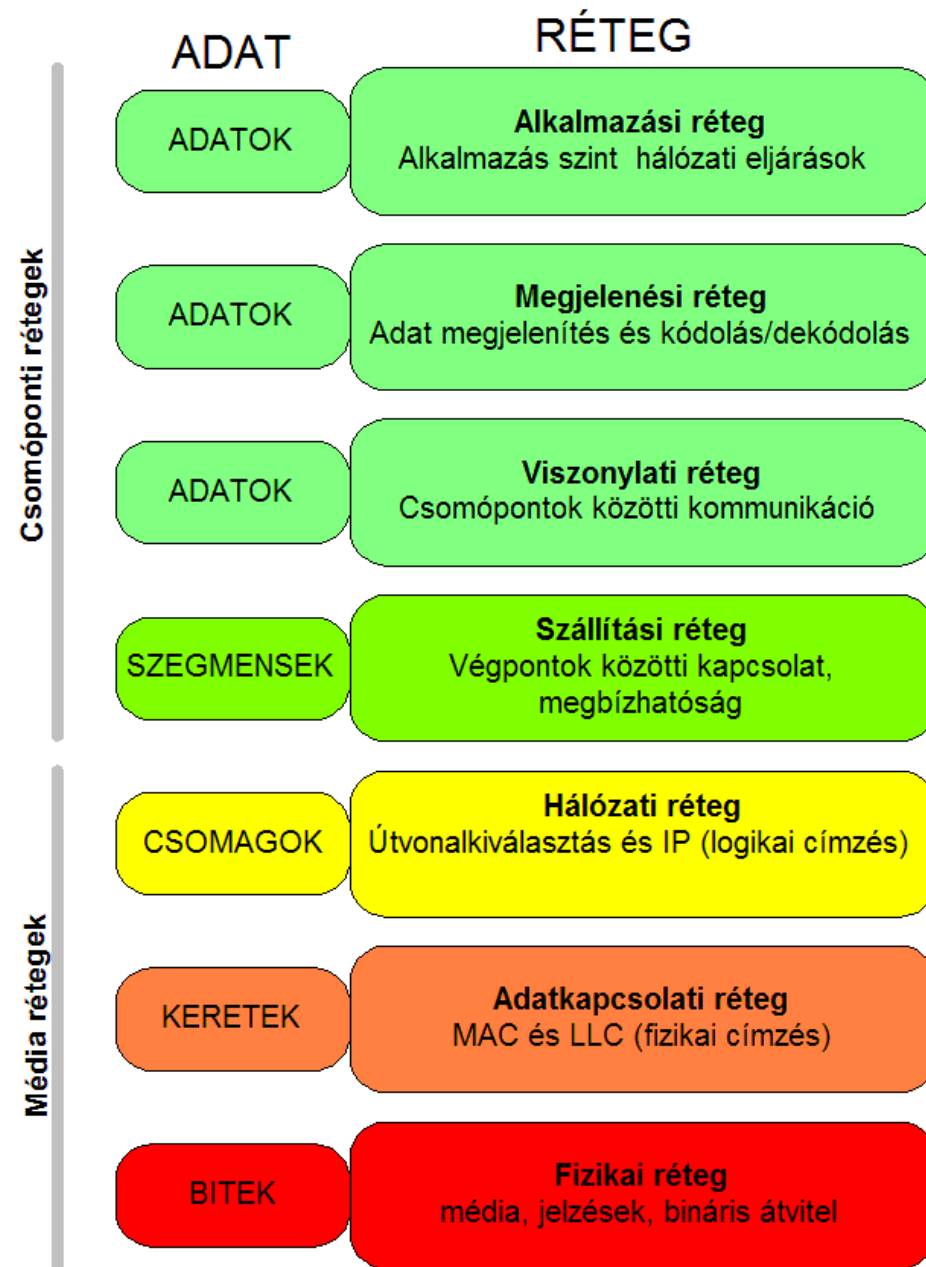 ADAT
RÉTEG
Csomóponti rétegek
ADATOK
Alkalmazási réteg
Alkalmazás szint  hálózati eljárások
ADATOK
Megjelenési réteg
Adat megjelenítés és kódolás/dekódolás
ADATOK
Viszonylati réteg
Csomópontok közötti kommunikáció
SZEGMENSEK
Szállítási réteg
Végpontok közötti kapcsolat,
megbízhatóság
Média rétegek
CSOMAGOK
Hálózati réteg
Útvonalkiválasztás és IP (logikai címzés)
KERETEK
Adatkapcsolati réteg
MAC és LLC (fizikai címzés)
BITEK
Fizikai réteg
média, jelzések, bináris átvitel